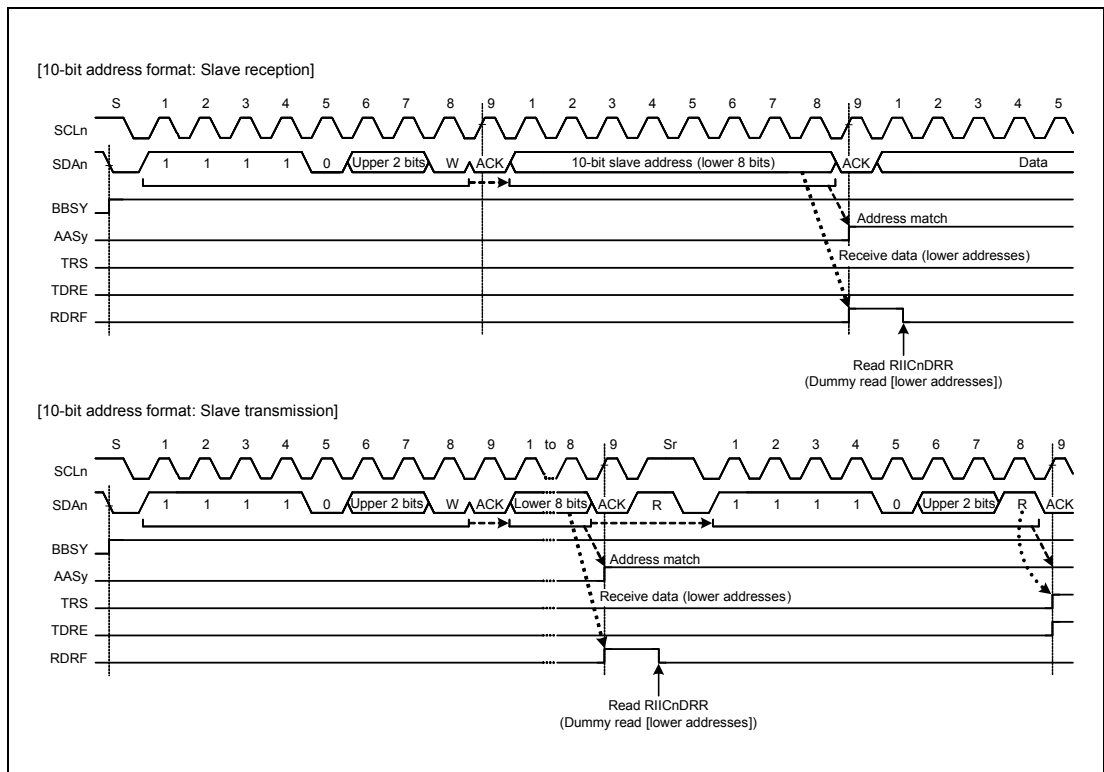 [10-bit address format: Slave reception]
S 1 2 3 4 5 6 7 8 9 1 2 3 4 5 6 7 8 9 1 2 3 4 5
SCLn
SDAn 1 1 1 1 0 Upper 2 bits W ACK 10-bit slave address (lower 8 bits) ACK Data
BBSY
Address match
AASy
Receive data (lower addresses)
TRS
TDRE
RDRF
Read RIICnDRR
(Dummy read [lower addresses])
[10-bit address format: Slave transmission]
S 1 2 3 4 5 6 7 8 9 1 to 8 9 Sr 1 2 3 4 5 6 7 8 9
SCLn
SDAn 1 1 1 1 0 Upper 2 bits W ACK Lower 8 bits ACK R 1 1 1 1 0 Upper 2 bits R ACK
BBSY
Address match
AASy
Receive data (lower addresses)
TRS
TDRE
RDRF
Read RIICnDRR
(Dummy read [lower addresses])